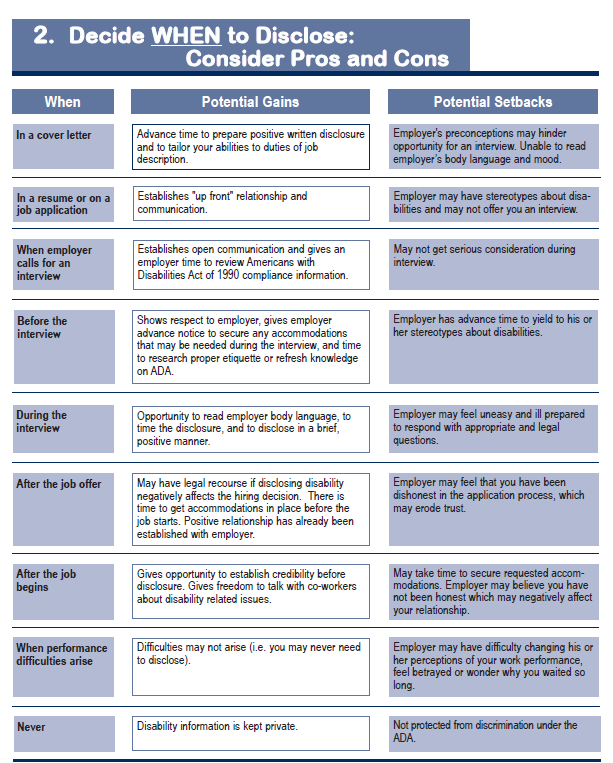 2. Decide WHEN to Disclose:
Consider Pros and Cons
When
Potential Gains
Potential Setbacks
In a cover letter
Advance time to prepare positive written disclosure
and to tailor your abilities to duties of job
description.
Employer's preconceptions may hinder
opportunity for an interview. Unable to read
employer's body language and mood.
In a resume or on a
job application
Establishes "up front" relationship and
communication.
Employer may have stereotypes about disa-
bilities and may not offer you an interview.
When employer
calls for an
interview
Establishes open communication and gives an
employer time to review Americans with
Disabilities Act of 1990 compliance information.
May not get serious consideration during
interview.
Before the
interview
Shows respect to employer, gives employer
advance notice to secure any accommodations
that may be needed during the interview, and time
to research proper etiquette or refresh knowledge
on ADA.
Employer has advance time to yield to his or
her stereotypes about disabilities.
During the
interview
Opportunity to read employer body language, to
time the disclosure, and to disclose in a brief,
positive manner.
Employer may feel uneasy and ill prepared
to respond with appropriate and legal
questions.
After the job offer
May have legal recourse if disclosing disability
negatively affects the hiring decision. There is
time to get accommodations in place before the
job starts. Positive relationship has already been
established with employer.
Employer may feel that you have been
dishonest in the application process, which
may erode trust.
After the job
begins
Gives opportunity to establish credibility before
disclosure. Gives freedom to talk with co-workers
about disability related issues.
May take time to secure requested accom-
modations. Employer may believe you have
not been honest which may negatively affect
your relationship.
When performance
difficulties arise
Difficulties may not arise (i.e. you may never need
to disclose).
Employer may have difficulty changing his or
her perceptions of your work performance,
feel betrayed or wonder why you waited so
long.
Never
Disability information is kept private.
Not protected from discrimination under the
ADA.